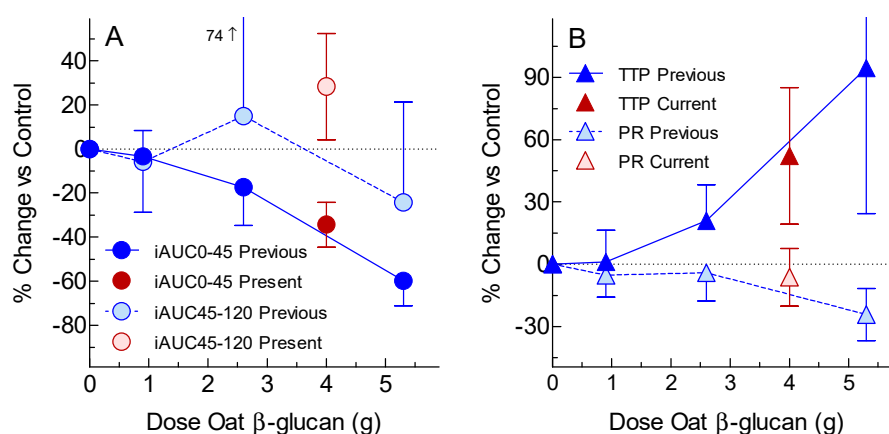 A
74 ↑
% Change vs Control
40
20
0
-20
-40
-60
-80
iAUC0-45 Previous
iAUC0-45 Present
iAUC45-120 Previous
iAUC45-120 Present
0 1 2 3 4 5
Dose Oat β-glucan (g)
B
% Change vs Control
90
60
30
0
-30
TTP Previous
TTP Current
PR Previous
PR Current
0 1 2 3 4 5
Dose Oat β-glucan (g)